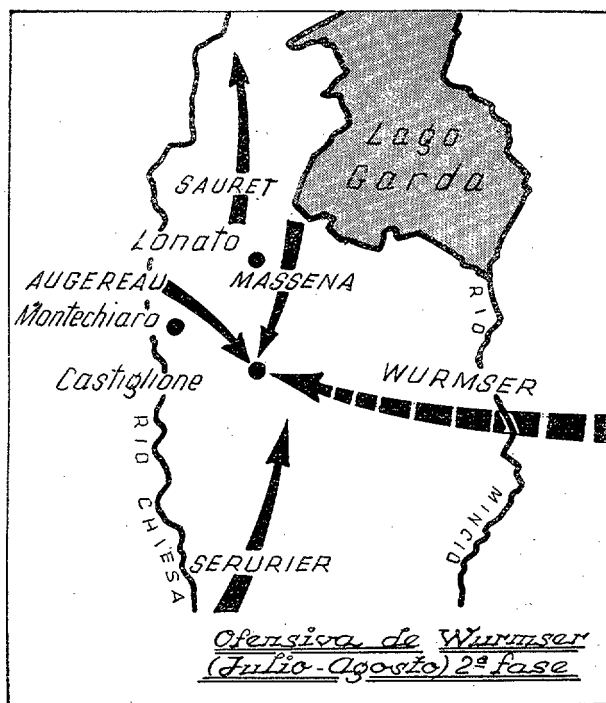 Lago
Garda
SAURET
Lonato
AUGEREAU
MASSENA
Montechiaro
RIO
Castiglione
WURMSER
RIO CHIESA
MINCIO
SERURIER
Ofensiva de Wurmser
(Julio-Agosto) 2ª fase